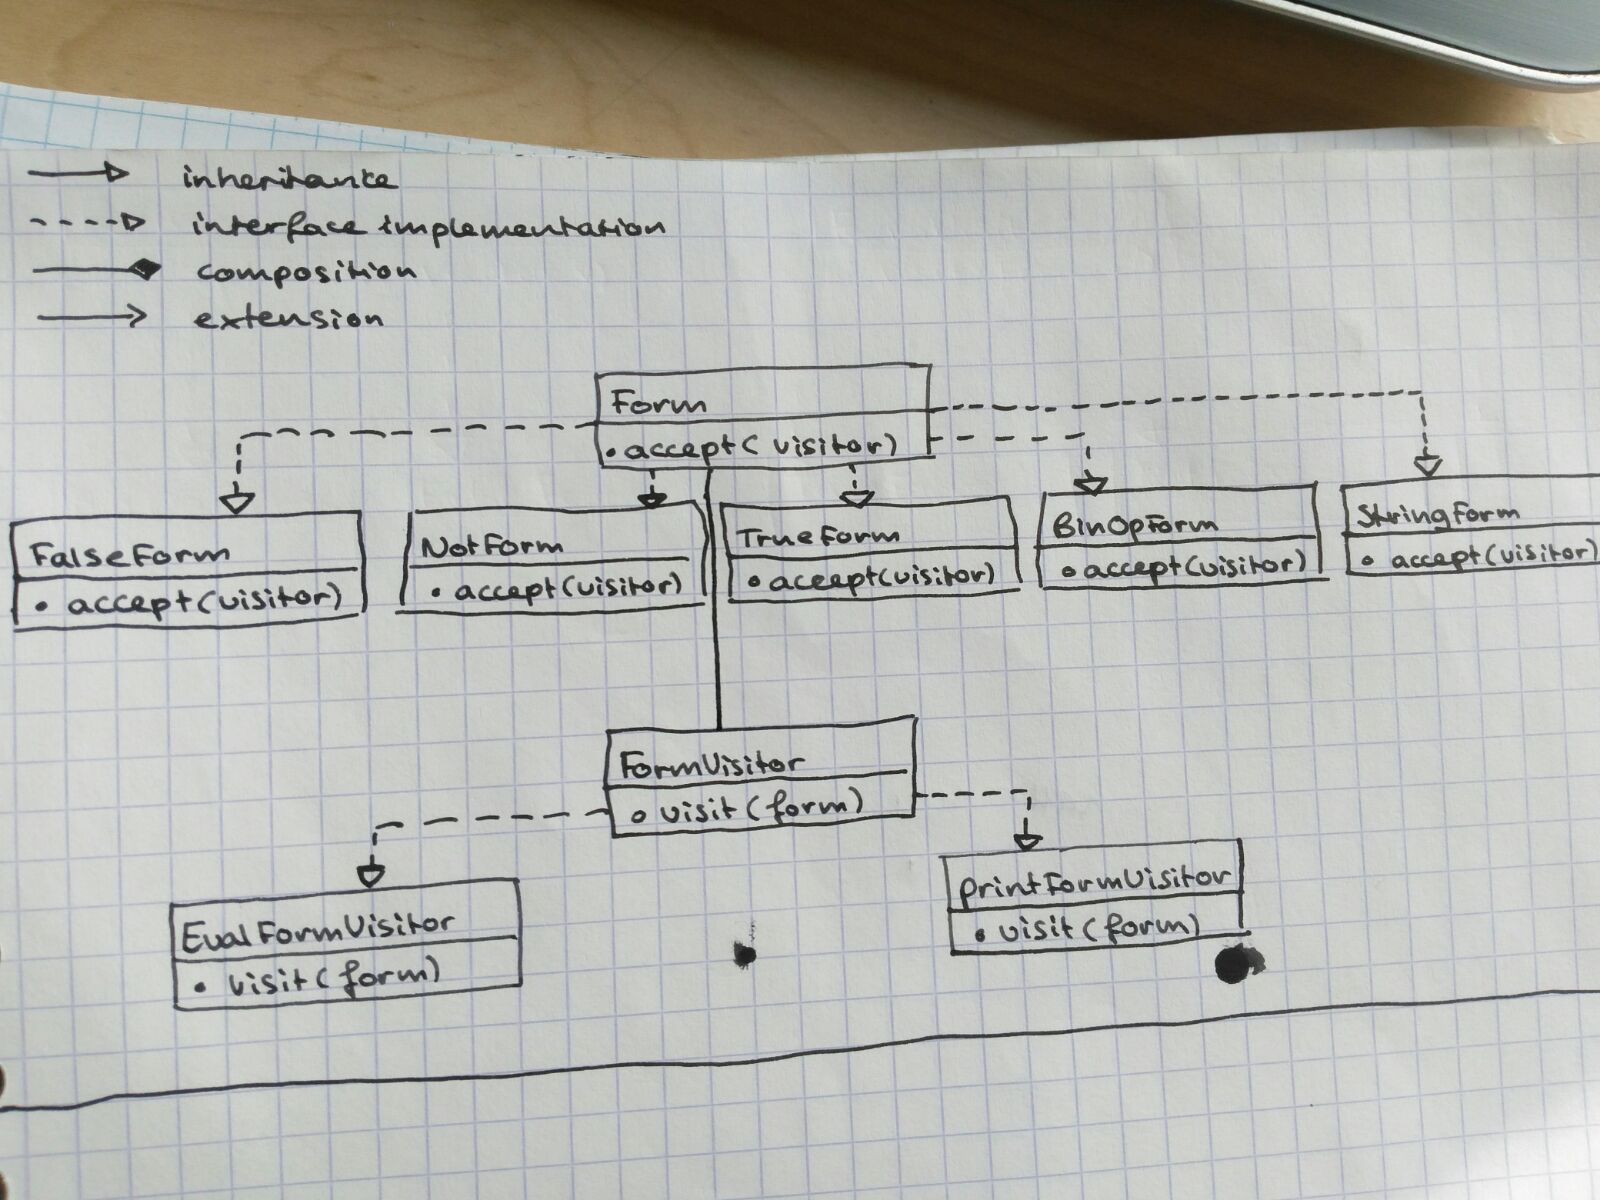 inheritance
interface implementation
composition
extension
Form
• accept( visitor)
FalseForm
• accept(visitor)
NotForm
• accept(visitor)
TrueForm
• accept(visitor)
BinOpForm
• accept(visitor)
StringForm
• accept(visitor)
FormVisitor
• visit(form)
EvalFormVisitor
• visit(form)
printFormVisitor
• visit(form)